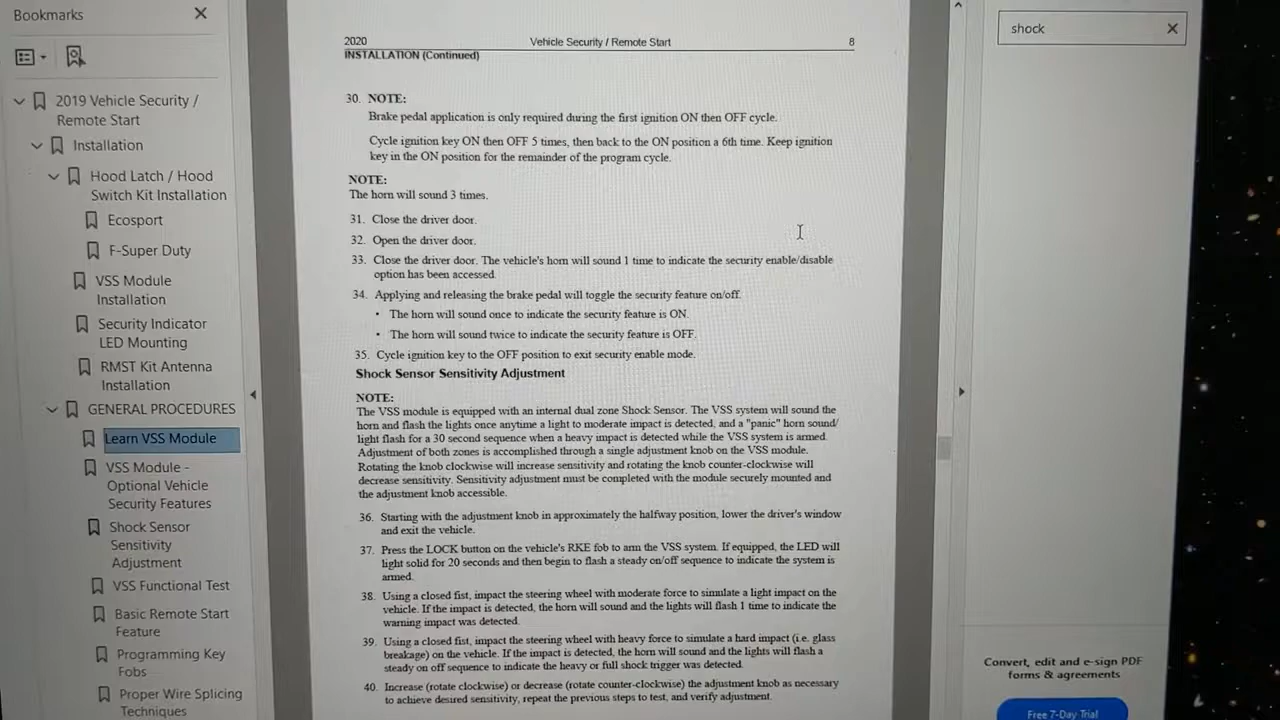 Bookmarks
2019 Vehicle Security /
Remote Start
Installation
Hood Latch / Hood
Switch Kit Installation
Ecosport
F-Super Duty
VSS Module
Installation
Security Indicator
LED Mounting
RMST Kit Antenna
Installation
GENERAL PROCEDURES
Learn VSS Module
VSS Module -
Optional Vehicle
Security Features
Shock Sensor
Sensitivity
Adjustment
VSS Functional Test
Basic Remote Start
Feature
Programming Key
Fobs
Proper Wire Splicing
Techniques
2020 Vehicle Security / Remote Start 8
INSTALLATION (Continued)
30. NOTE:
Brake pedal application is only required during the first ignition ON then OFF cycle.
Cycle ignition key ON then OFF 5 times, then back to the ON position a 6th time. Keep ignition
key in the ON position for the remainder of the program cycle.
NOTE:
The horn will sound 3 times.
31. Close the driver door.
32. Open the driver door.
33. Close the driver door. The vehicle's horn will sound 1 time to indicate the security enable/disable
option has been accessed.
34. Applying and releasing the brake pedal will toggle the security feature on/off.
• The horn will sound once to indicate the security feature is ON.
• The horn will sound twice to indicate the security feature is OFF.
35. Cycle ignition key to the OFF position to exit security enable mode.
Shock Sensor Sensitivity Adjustment
NOTE:
The VSS module is equipped with an internal dual zone Shock Sensor. The VSS system will sound the
horn and flash the lights once anytime a light to moderate impact is detected, and a "panic" horn sound/
light flash for a 30 second sequence when a heavy impact is detected while the VSS system is armed.
Adjustment of both zones is accomplished through a single adjustment knob on the VSS module.
Rotating the knob clockwise will increase sensitivity and rotating the knob counter-clockwise will
decrease sensitivity. Sensitivity adjustment must be completed with the module securely mounted and
the adjustment knob accessible.
36. Starting with the adjustment knob in approximately the halfway position, lower the driver's window
and exit the vehicle.
37. Press the LOCK button on the vehicle's RKE fob to arm the VSS system. If equipped, the LED will
light solid for 20 seconds and then begin to flash a steady on/off sequence to indicate the system is
armed.
38. Using a closed fist, impact the steering wheel with moderate force to simulate a light impact on the
vehicle. If the impact is detected, the horn will sound and the lights will flash 1 time to indicate the
warning impact was detected.
39. Using a closed fist, impact the steering wheel with heavy force to simulate a hard impact (i.e. glass
breakage) on the vehicle. If the impact is detected, the horn will sound and the lights will flash a
steady on off sequence to indicate the heavy or full shock trigger was detected.
40. Increase (rotate clockwise) or decrease (rotate counter-clockwise) the adjustment knob as necessary
to achieve desired sensitivity, repeat the previous steps to test, and verify adjustment.
shock
Convert, edit and e-sign PDF
forms & agreements
Free 7-Day Trial